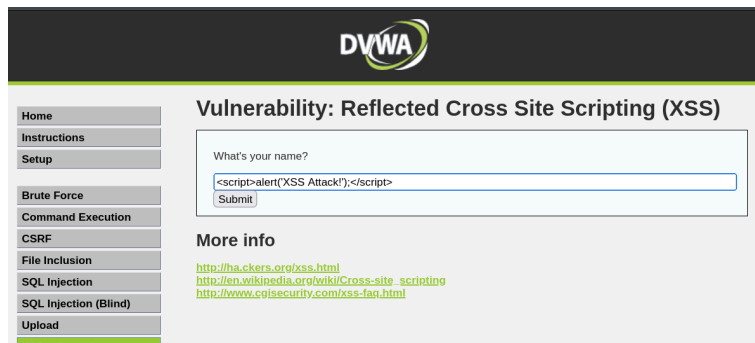 DVWA
Home
Instructions
Setup
Brute Force
Command Execution
CSRF
File Inclusion
SQL Injection
SQL Injection (Blind)
Upload
Vulnerability: Reflected Cross Site Scripting (XSS)
What's your name?
<script>alert('XSS Attack!');</script>
Submit
More info
http://ha.ckers.org/xss.html
http://en.wikipedia.org/wiki/Cross-site_scripting
http://www.cgisecurity.com/xss-faq.html